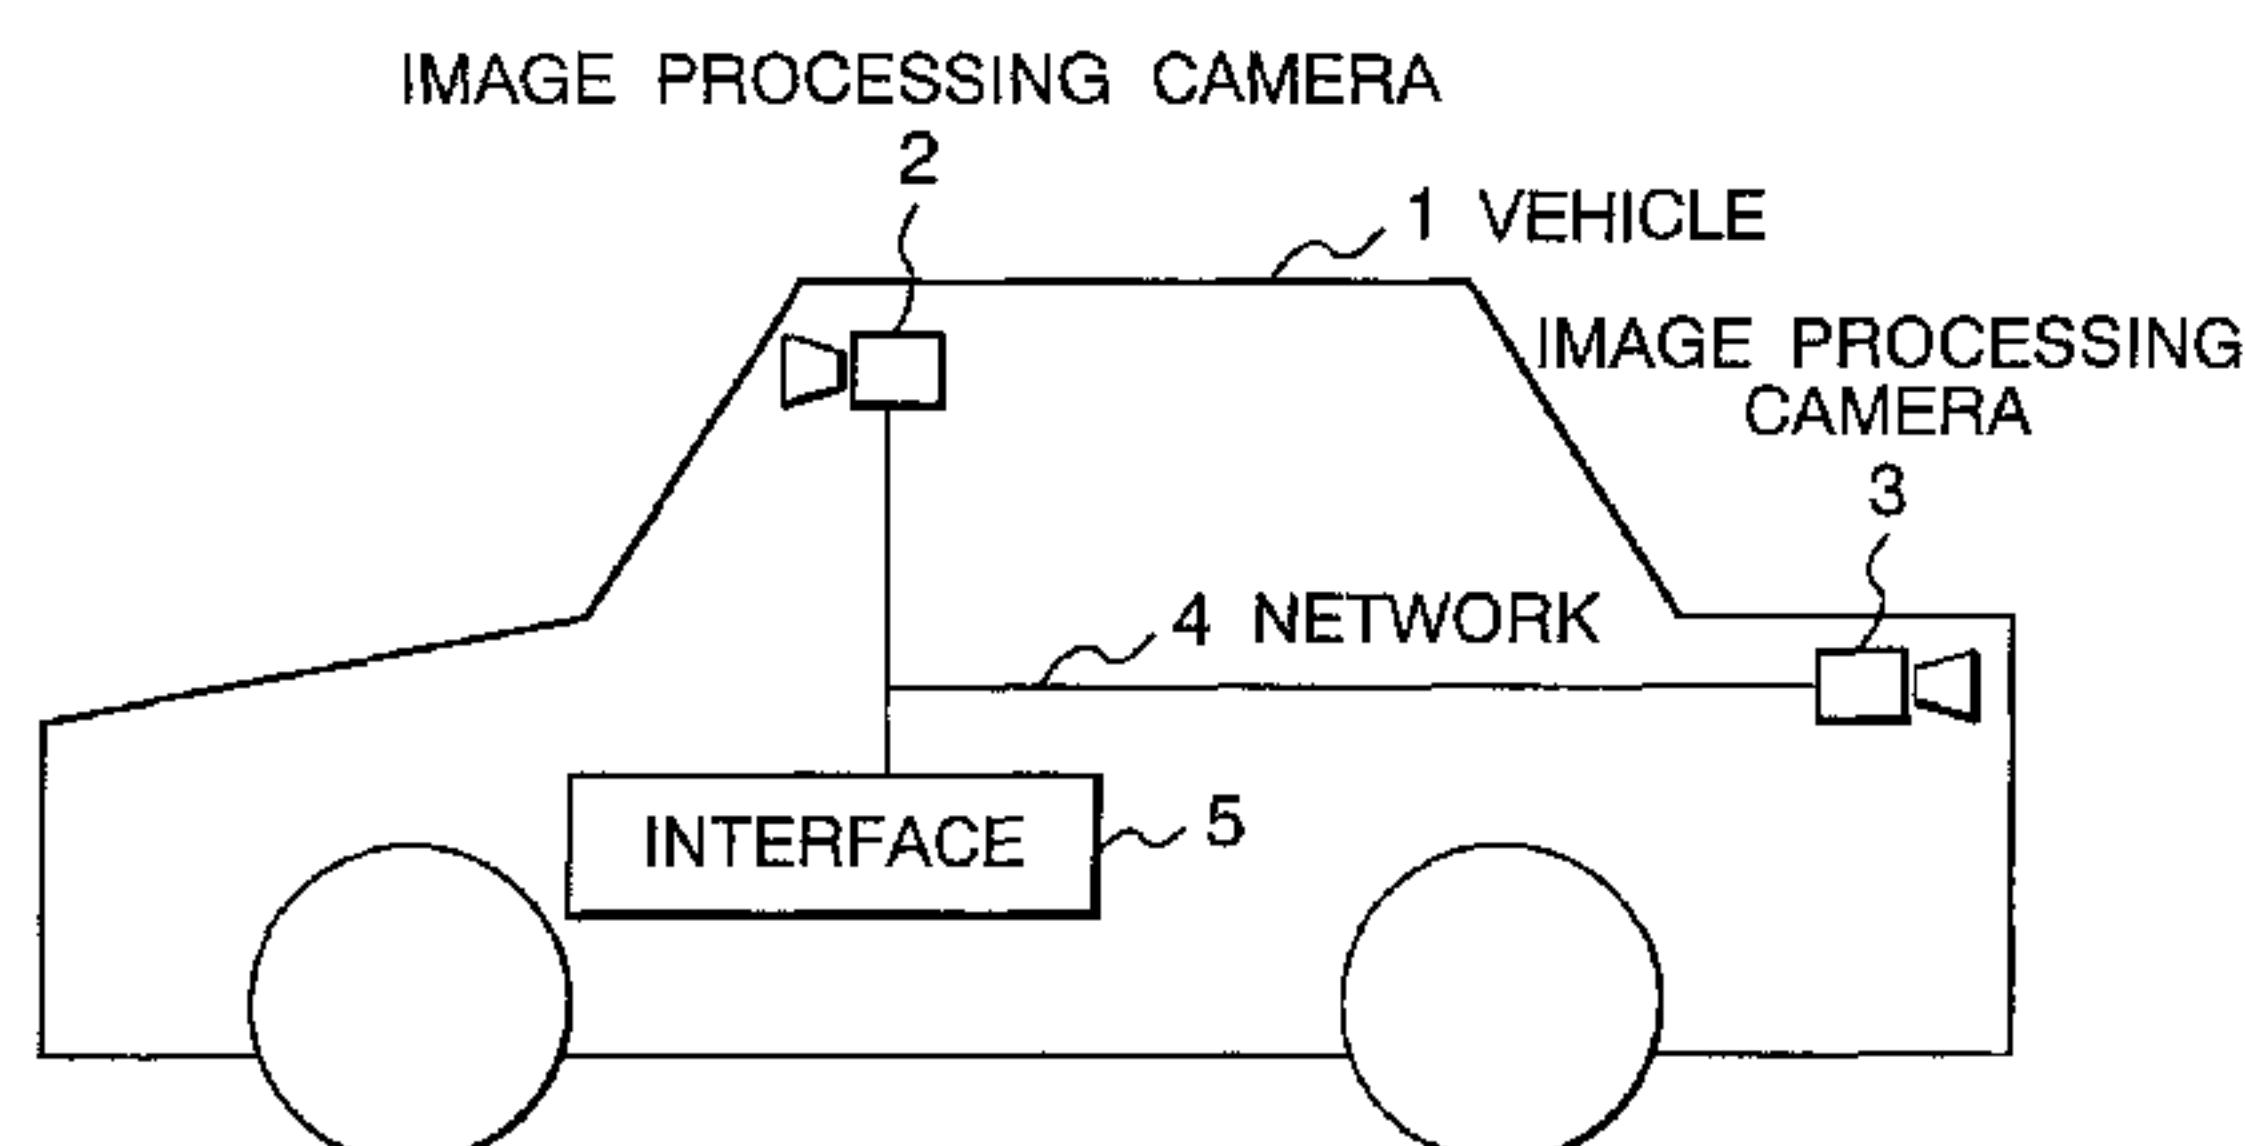 IMAGE PROCESSING CAMERA
2
1 VEHICLE
IMAGE PROCESSING
CAMERA
3
4 NETWORK
INTERFACE
5